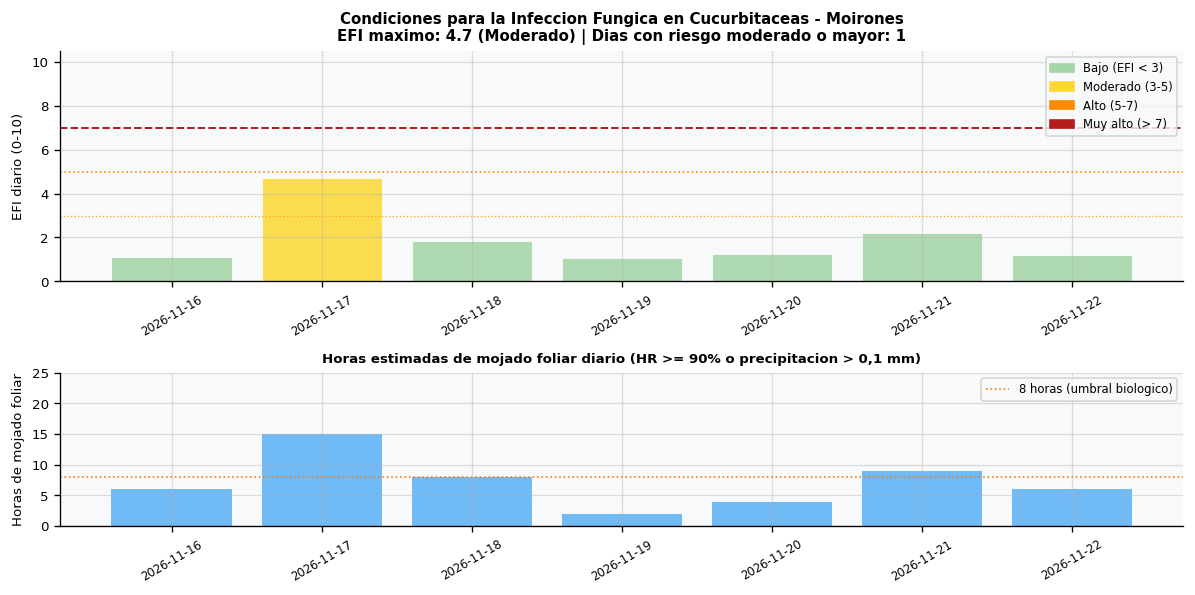 Condiciones para la Infeccion Fungica en Cucurbitaceas - Moirones
EFI maximo: 4.7 (Moderado) | Dias con riesgo moderado o mayor: 1
EFI diario (0-10)
10
8
6
4
2
0
Bajo (EFI < 3)
Moderado (3-5)
Alto (5-7)
Muy alto (> 7)
2026-11-16
2026-11-17
2026-11-18
2026-11-19
2026-11-20
2026-11-21
2026-11-22
Horas estimadas de mojado foliar diario (HR >= 90% o precipitacion > 0,1 mm)
Horas de mojado foliar
25
20
15
10
5
0
8 horas (umbral biologico)
2026-11-16
2026-11-17
2026-11-18
2026-11-19
2026-11-20
2026-11-21
2026-11-22